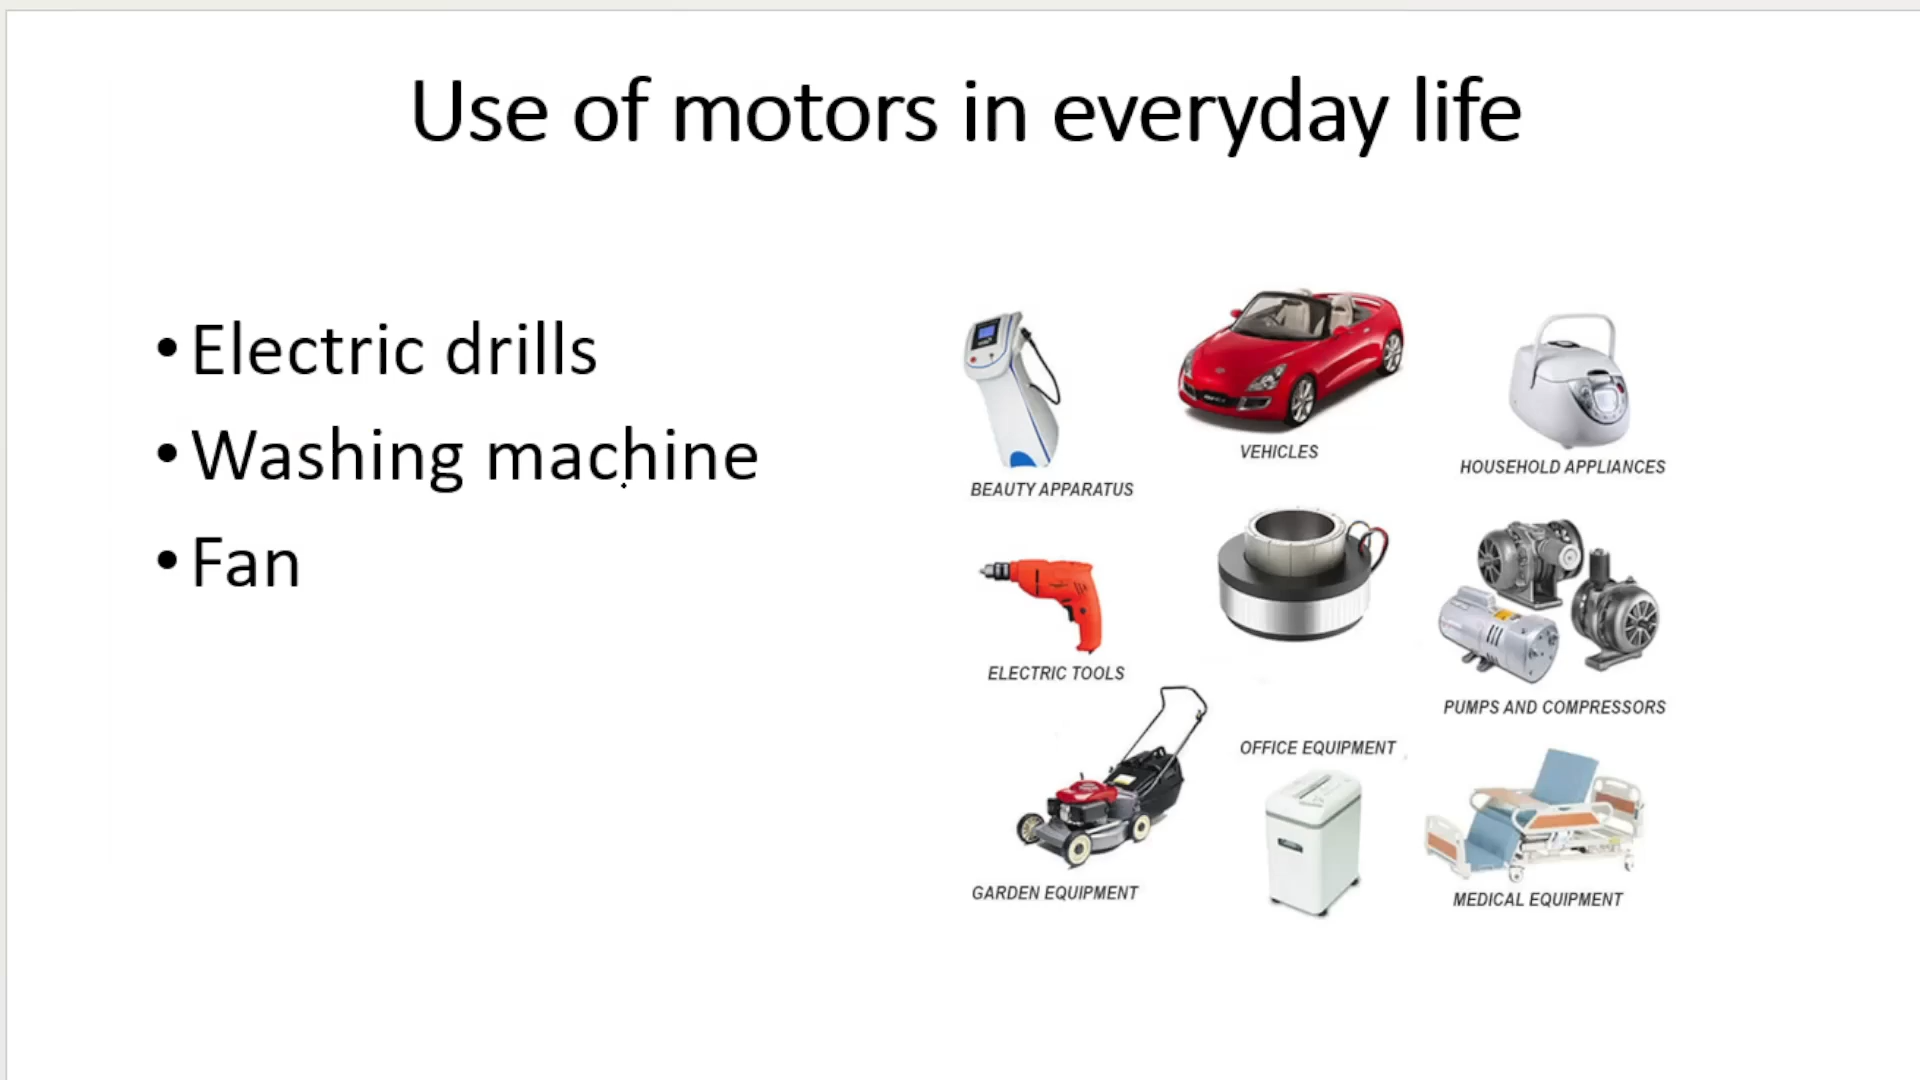 Use of motors in everyday life
• Electric drills
• Washing machine
• Fan
BEAUTY APPARATUS
VEHICLES
HOUSEHOLD APPLIANCES
ELECTRIC TOOLS
PUMPS AND COMPRESSORS
GARDEN EQUIPMENT
OFFICE EQUIPMENT
MEDICAL EQUIPMENT